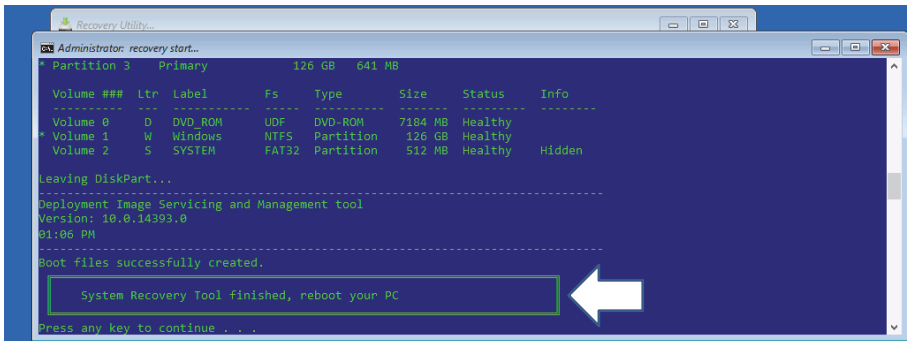 Recovery Utility...
Administrator: recovery start...
* Partition 3    Primary            126 GB   641 MB
Volume ###  Ltr  Label        Fs     Type        Size     Status     Info
----------  ---  -----------  -----  ----------  -------  ---------  --------
Volume 0     D   DVD_ROM      UDF    DVD-ROM     7184 MB  Healthy
* Volume 1     W   Windows      NTFS   Partition    126 GB  Healthy
Volume 2     S   SYSTEM       FAT32  Partition    512 MB  Healthy    Hidden
Leaving DiskPart...
Deployment Image Servicing and Management tool
Version: 10.0.14393.0
01:06 PM
Boot files successfully created.
System Recovery Tool finished, reboot your PC
Press any key to continue . . .